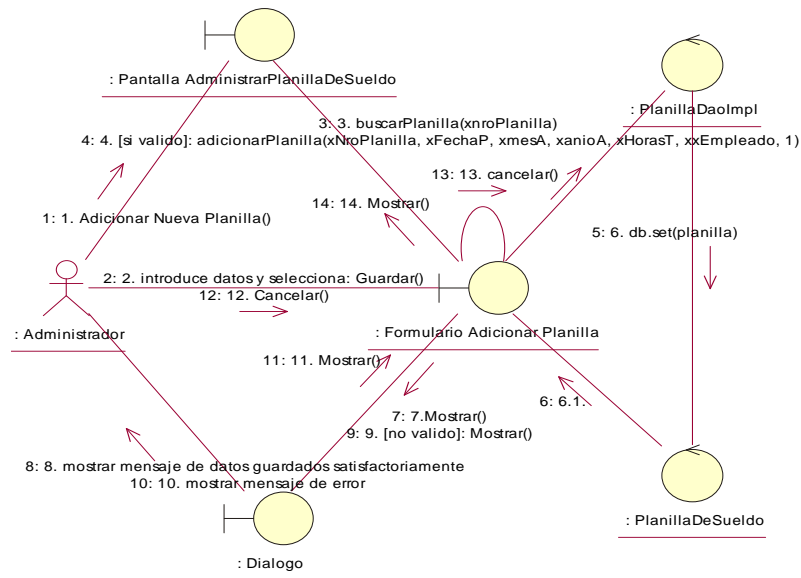 : Pantalla AdministrarPlanillaDeSueldo
: PlanillaDaoImpl
3: 3. buscarPlanilla(xnroPlanilla)
4: 4. [si valido]: adicionarPlanilla(xNroPlanilla, xFechaP, xmesA, xanioA, xHorasT, xxEmpleado, 1)
13: 13. cancelar()
14: 14. Mostrar()
1: 1. Adicionar Nueva Planilla()
5: 6. db.set(planilla)
2: 2. introduce datos y selecciona: Guardar()
12: 12. Cancelar()
: Administrador
: Formulario Adicionar Planilla
11: 11. Mostrar()
6: 6.1.
7: 7.Mostrar()
9: 9. [no valido]: Mostrar()
8: 8. mostrar mensaje de datos guardados satisfactoriamente
10: 10. mostrar mensaje de error
: PlanillaDeSueldo
: Dialogo